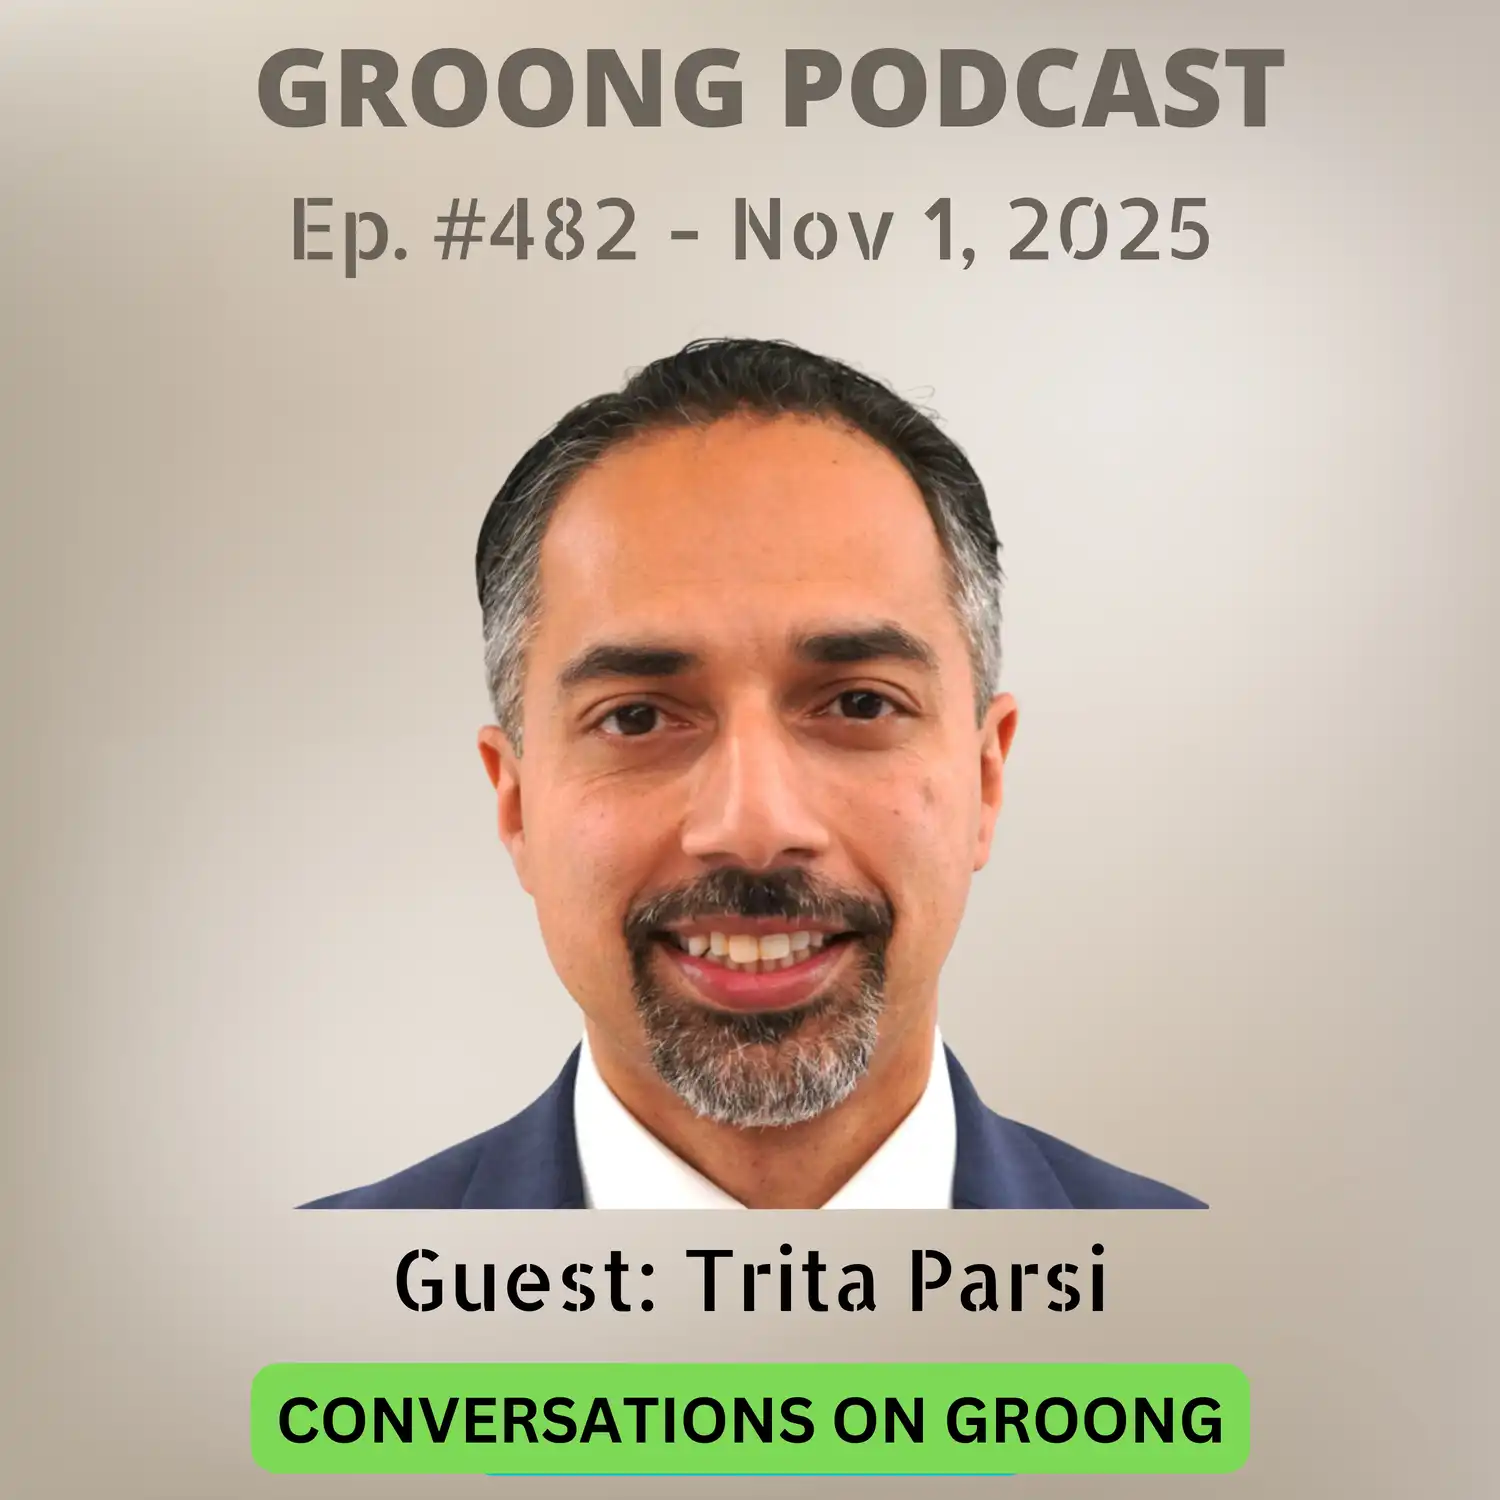 GROONG PODCAST
Ep. #482 - Nov 1, 2025
Guest: Trita Parsi
CONVERSATIONS ON GROONG